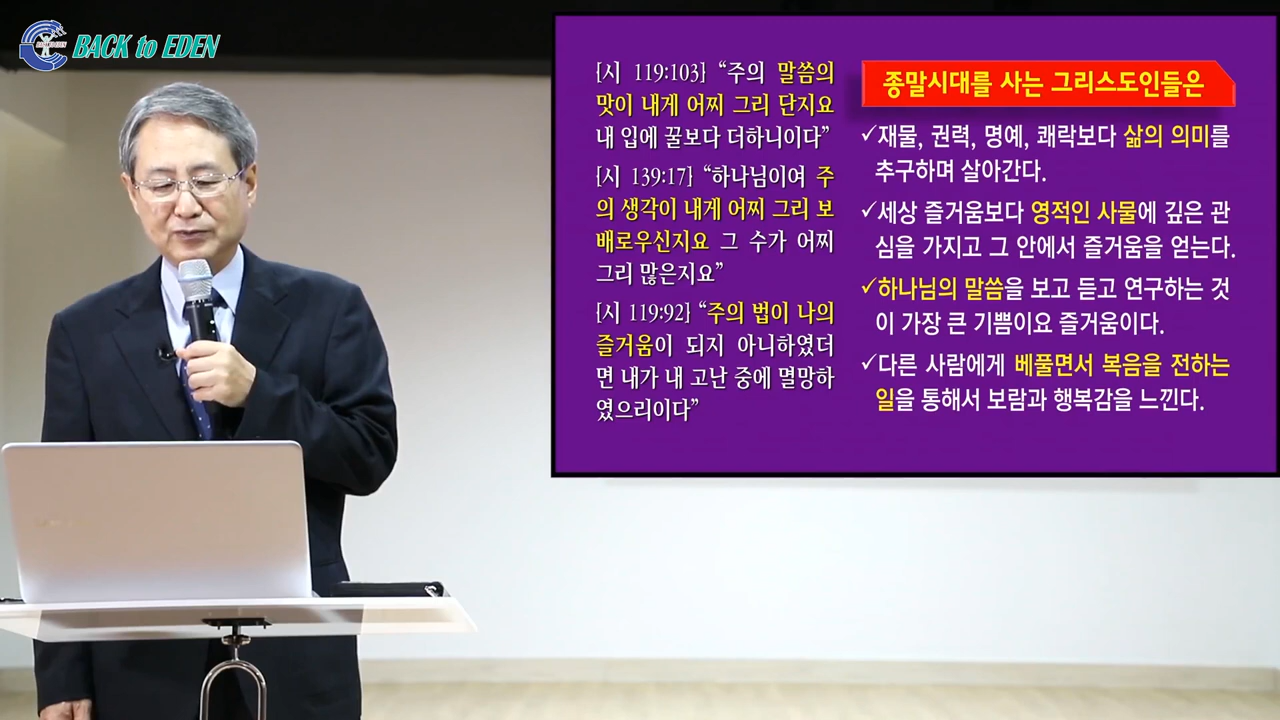 BACK to EDEN
{시 119:103} “주의 말씀의
맛이 내게 어찌 그리 단지요
내 입에 꿀보다 더하니이다”
{시 139:17} “하나님이여 주
의 생각이 내게 어찌 그리 보
배로우신지요 그 수가 어찌
그리 많은지요”
{시 119:92} “주의 법이 나의
즐거움이 되지 아니하였더
면 내가 내 고난 중에 멸망하
였으리이다”
종말시대를 사는 그리스도인들은
✓재물, 권력, 명예, 쾌락보다 삶의 의미를
추구하며 살아간다.
✓세상 즐거움보다 영적인 사물에 깊은 관
심을 가지고 그 안에서 즐거움을 얻는다.
✓하나님의 말씀을 보고 듣고 연구하는 것
이 가장 큰 기쁨이요 즐거움이다.
✓다른 사람에게 베풀면서 복음을 전하는
일을 통해서 보람과 행복감을 느낀다.